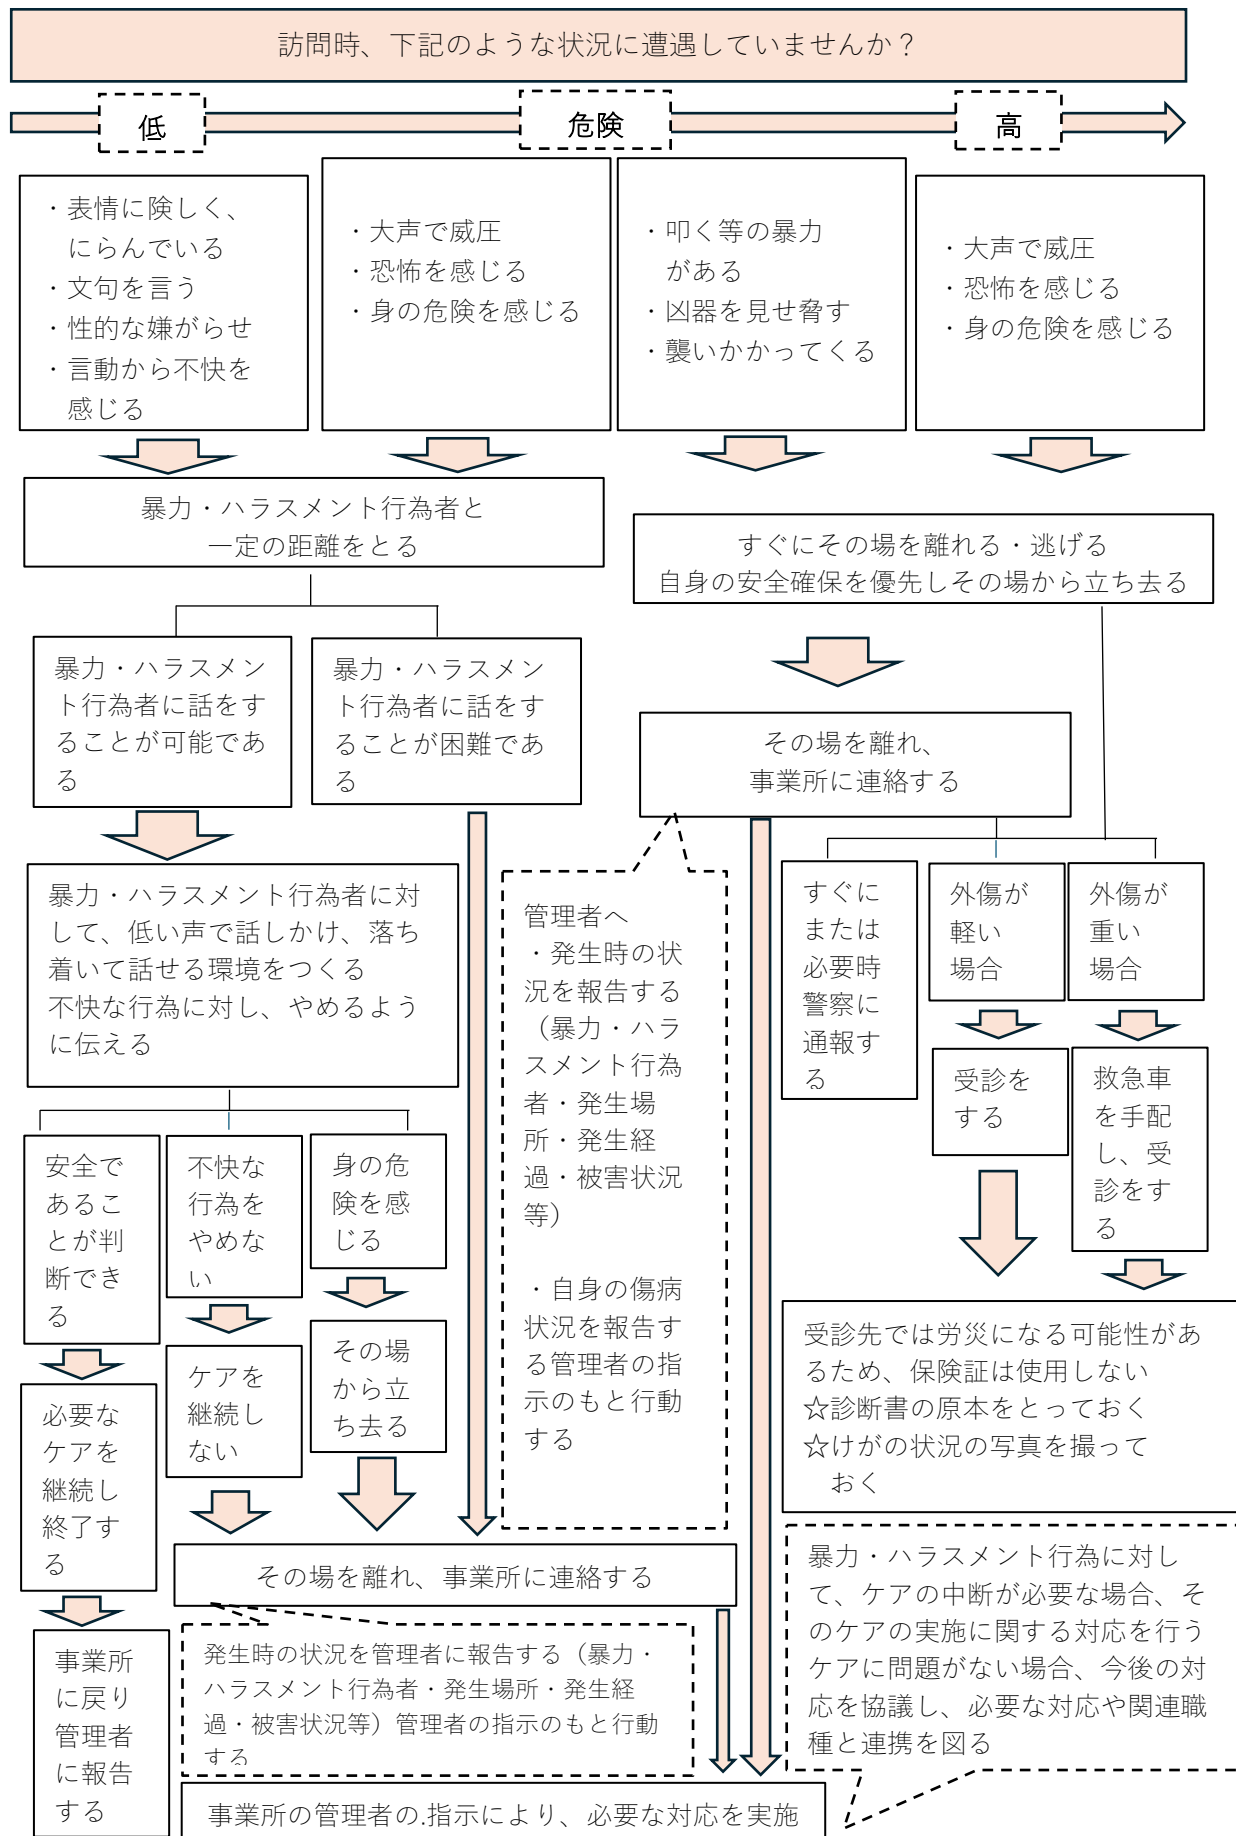 訪問時、下記のような状況に遭遇していませんか？
低
危険
高
・表情に険しく、
にらんでいる
・文句を言う
・性的な嫌がらせ
・言動から不快を
感じる
・大声で威圧
・恐怖を感じる
・身の危険を感じる
・叩く等の暴力
がある
・凶器を見せ脅す
・襲いかかってくる
・大声で威圧
・恐怖を感じる
・身の危険を感じる
暴力・ハラスメント行為者と
一定の距離をとる
すぐにその場を離れる・逃げる
自身の安全確保を優先しその場から立ち去る
暴力・ハラスメン
ト行為者に話をす
ることが可能であ
る
暴力・ハラスメン
ト行為者に話をす
ることが困難であ
る
その場を離れ、
事業所に連絡する
暴力・ハラスメント行為者に対
して、低い声で話しかけ、落ち
着いて話せる環境をつくる
不快な行為に対し、やめるよう
に伝える
管理者へ
・発生時の状
況を報告する
（暴力・ハラ
スメント行為
者・発生場
所・発生経
過・被害状況
等）
・自身の傷病
状況を報告す
る管理者の指
示のもと行動
する
すぐに
または
必要時
警察に
通報す
る
外傷が
軽い
場合
外傷が
重い
場合
受診を
する
救急車
を手配
し、受
診をす
る
安全で
あるこ
とが判
断でき
る
不快な
行為を
やめな
い
身の危
険を感
じる
必要な
ケアを
継続し
終了す
る
ケアを
継続し
ない
その場
から立
ち去る
受診先では労災になる可能性があ
るため、保険証は使用しない
☆診断書の原本をとっておく
☆けがの状況の写真を撮って
おく
その場を離れ、事業所に連絡する
暴力・ハラスメント行為に対し
て、ケアの中断が必要な場合、そ
のケアの実施に関する対応を行う
ケアに問題がない場合、今後の対
応を協議し、必要な対応や関連職
種と連携を図る
事業所
に戻り
管理者
に報告
する
発生時の状況を管理者に報告する（暴力・
ハラスメント行為者・発生場所・発生経
過・被害状況等）管理者の指示のもと行動
する
事業所の管理者の.指示により、必要な対応を実施